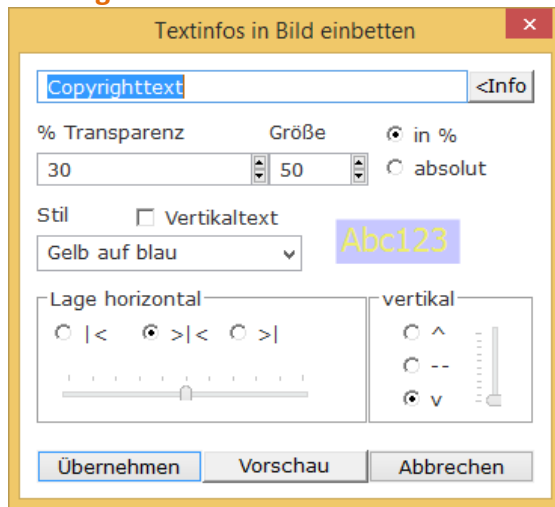 Textinfos in Bild einbetten
Copyrighttext <Info
% Transparenz Größe in %
30 50 absolut
Stil Vertikaltext
Gelb auf blau Abc123
Lage horizontal vertikal
|< >|< >| ^
--
v
Übernehmen Vorschau Abbrechen